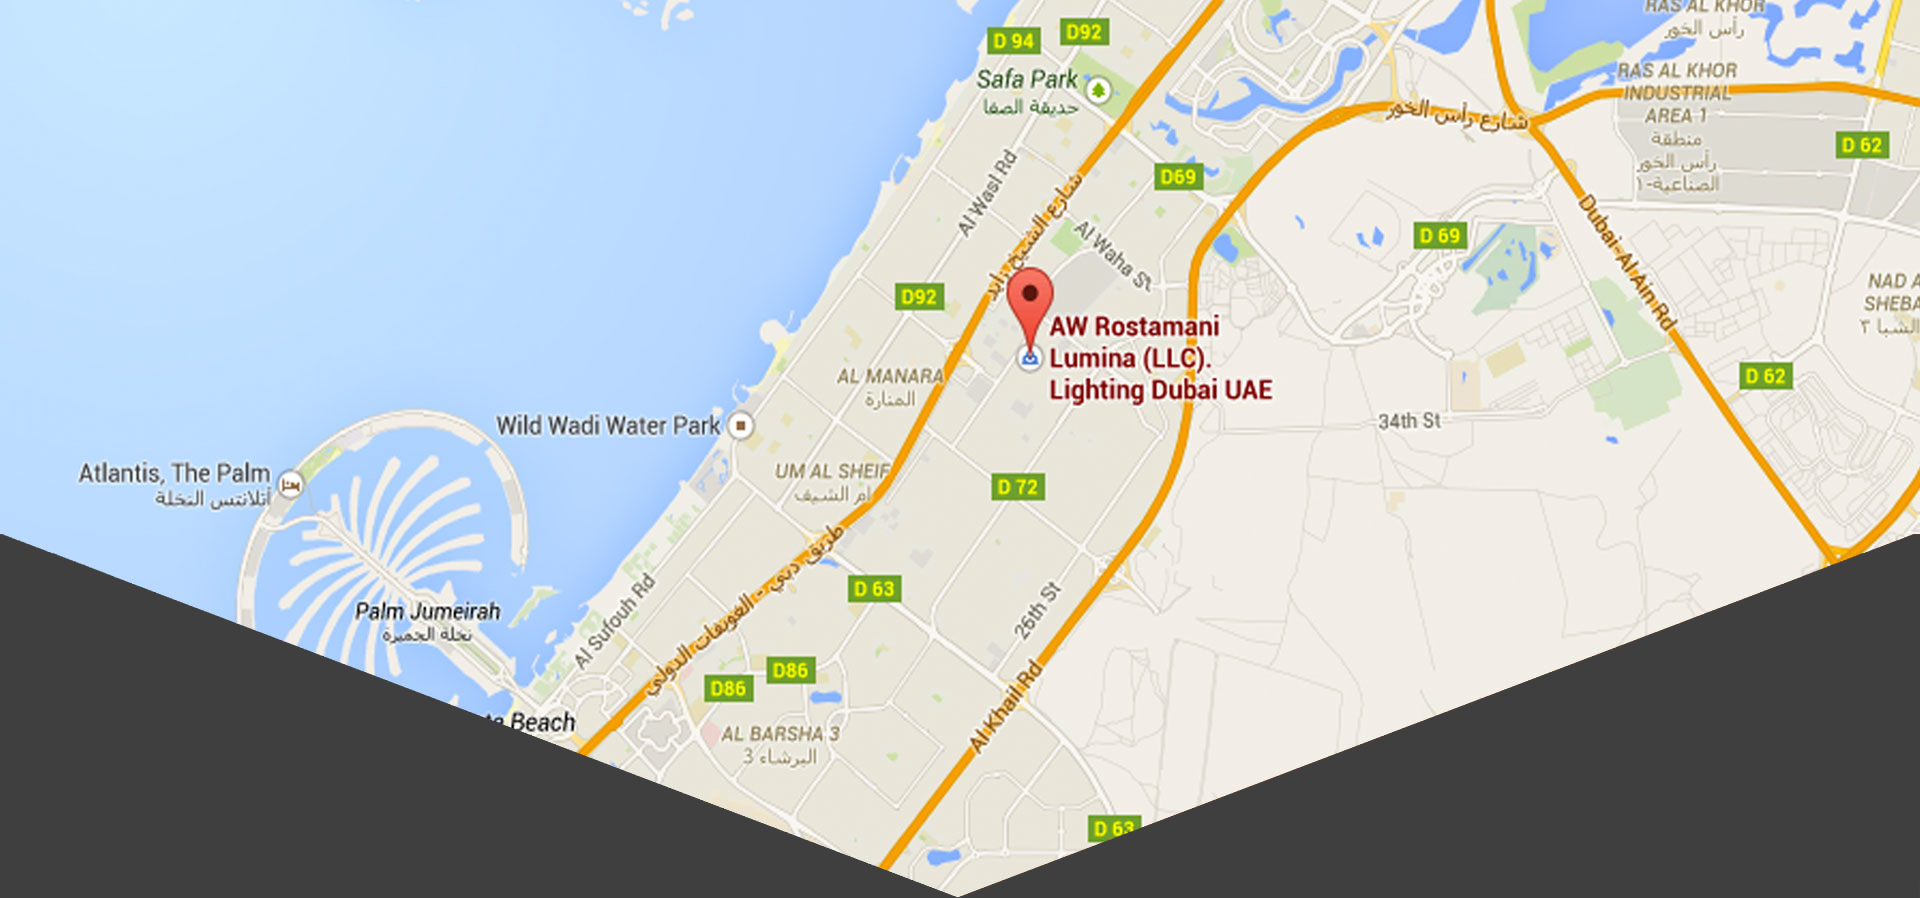 RAS AL KHOR
رأس الخور
D 94
D92
Safa Park
حديقة الصفا
RAS AL KHOR
INDUSTRIAL
AREA 1
منطقة
رأس الخور
الصناعية-١
شارع رأس الخور
D 62
D69
Al Wasl Rd
شارع الشيخ زايد
Al Waha St
Dubai-Al Ain Rd
D 69
NAD A
SHEBA
الشبا ٣
D92
AW Rostamani
Lumina (LLC).
Lighting Dubai UAE
AL MANARA
المنارة
D 62
34th St
Wild Wadi Water Park
Atlantis, The Palm
أتلانتس النخلة
UM AL SHEIF
ام الشيف
D 72
طريق دبي - الغويفات الدولي
D 63
26th St
Palm Jumeirah
نخلة الجميرة
Al Sufouh Rd
D86
D86
Al Khail Rd
Beach
AL BARSHA 3
البرشاء 3
D 63